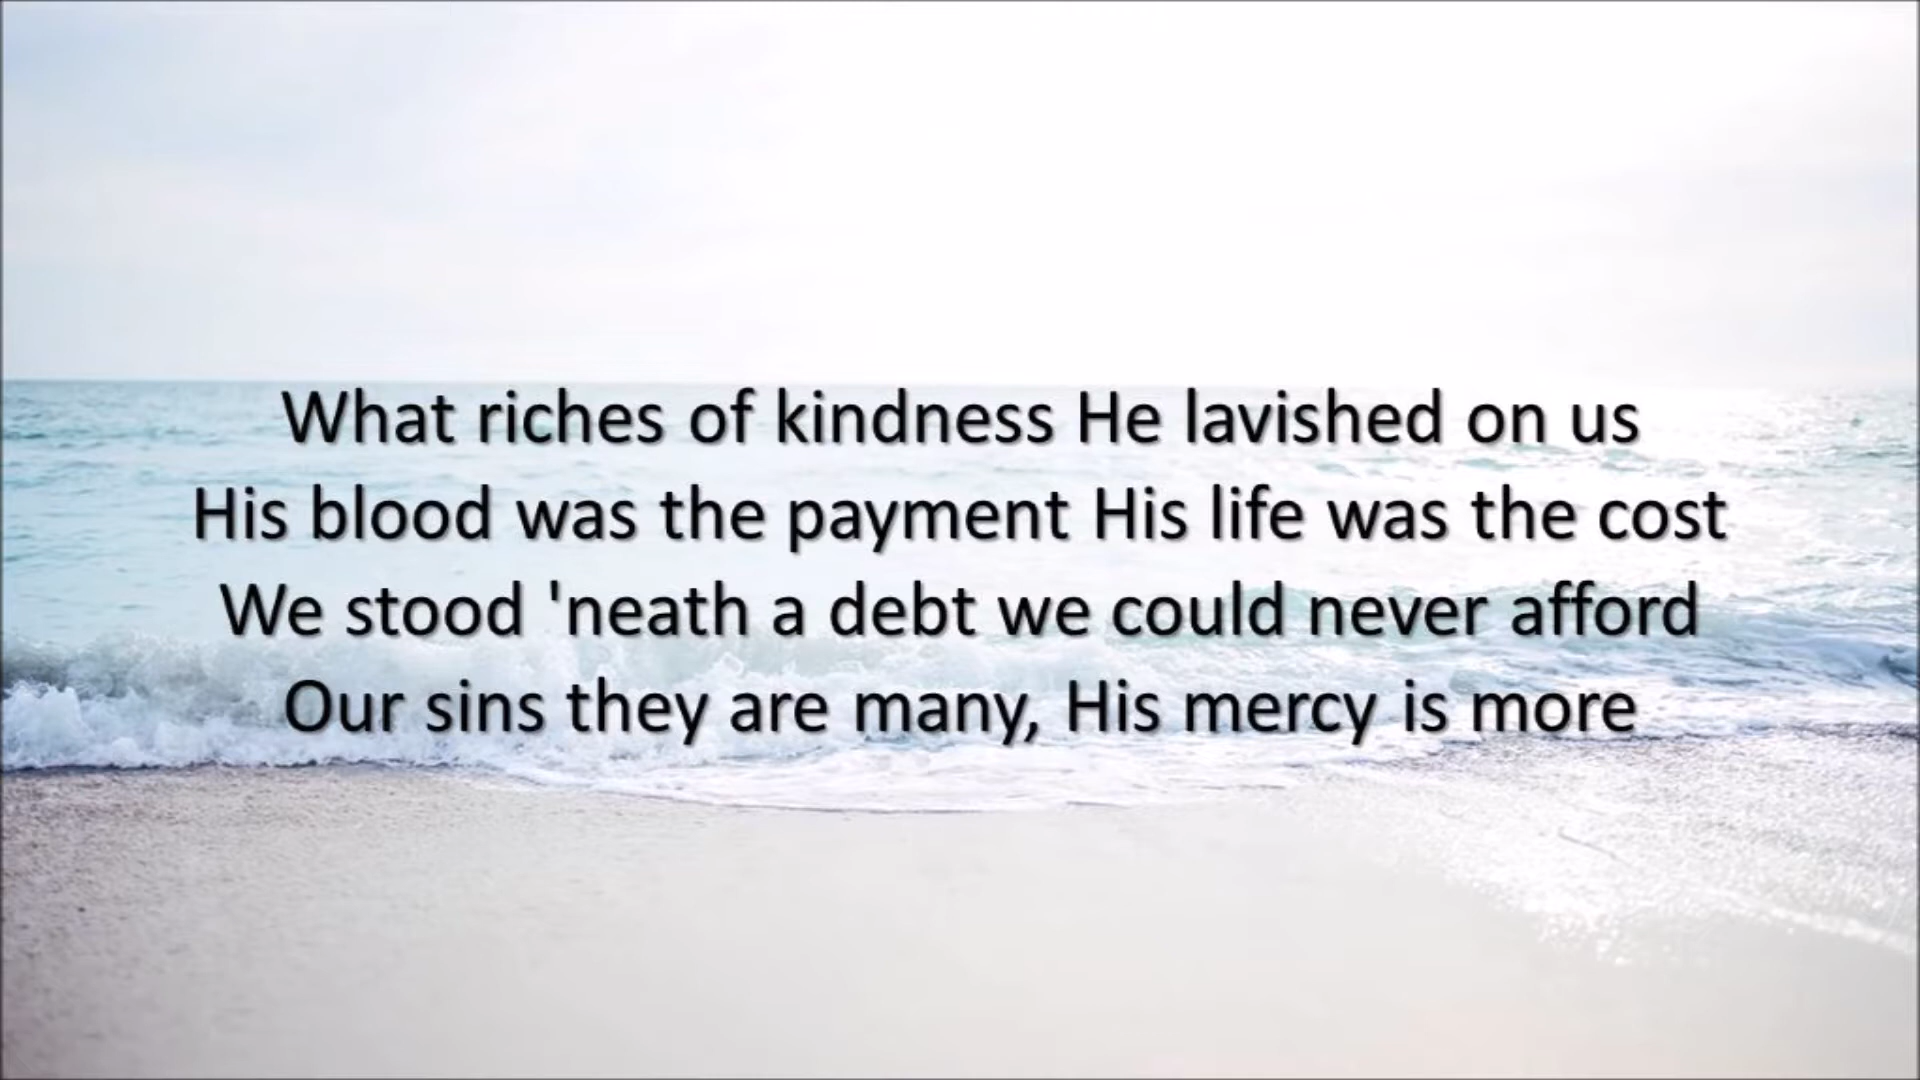 What riches of kindness He lavished on us
His blood was the payment His life was the cost
We stood 'neath a debt we could never afford
Our sins they are many, His mercy is more